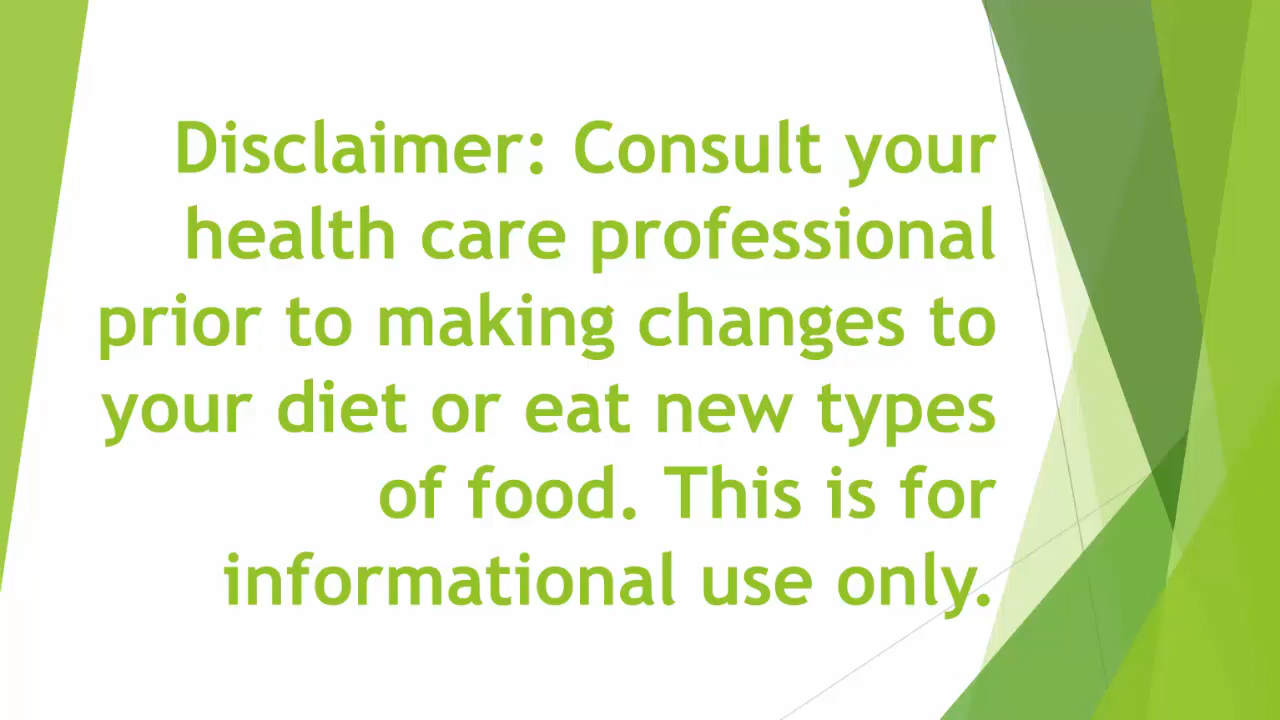 Disclaimer: Consult your
health care professional
prior to making changes to
your diet or eat new types
of food. This is for
informational use only.